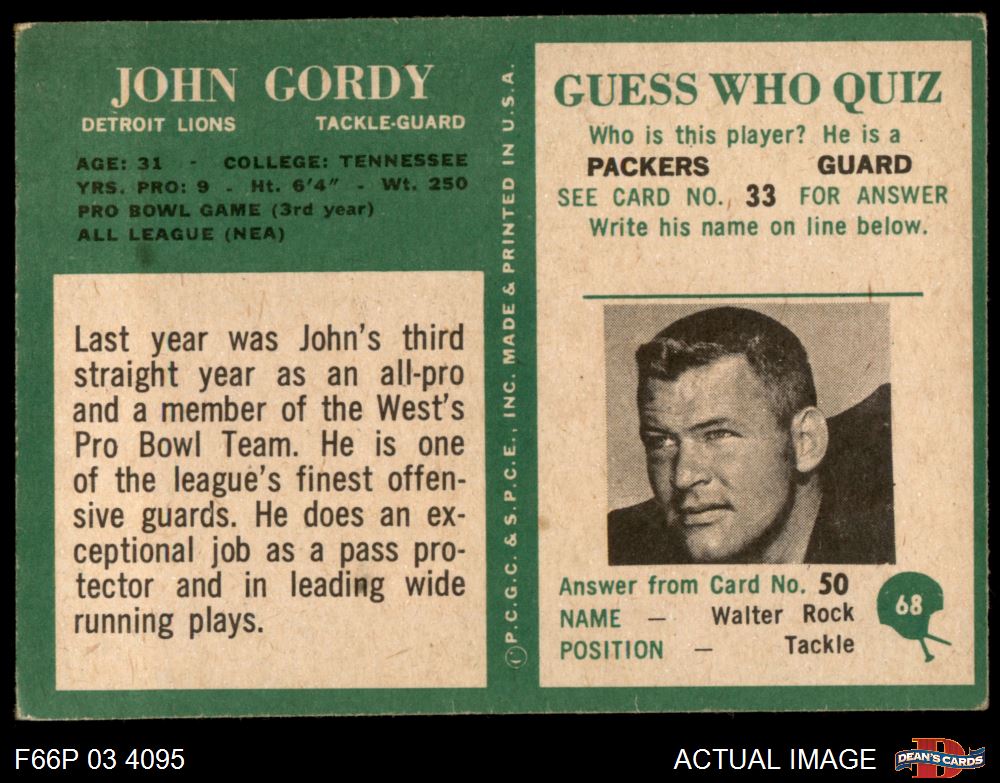 JOHN GORDY
DETROIT LIONS TACKLE-GUARD
AGE: 31 - COLLEGE: TENNESSEE
YRS. PRO: 9 - Ht. 6'4" - Wt. 250
PRO BOWL GAME (3rd year)
ALL LEAGUE (NEA)
Last year was John's third
straight year as an all-pro
and a member of the West's
Pro Bowl Team. He is one
of the league's finest offen-
sive guards. He does an ex-
ceptional job as a pass pro-
tector and in leading wide
running plays.
© P.C.G.C. & S.P.C.E., INC. MADE & PRINTED IN U.S.A.
GUESS WHO QUIZ
Who is this player? He is a
PACKERS GUARD
SEE CARD NO. 33 FOR ANSWER
Write his name on line below.
Answer from Card No. 50
NAME — Walter Rock
POSITION — Tackle
68
F66P 03 4095
ACTUAL IMAGE
D
DEAN'S CARDS